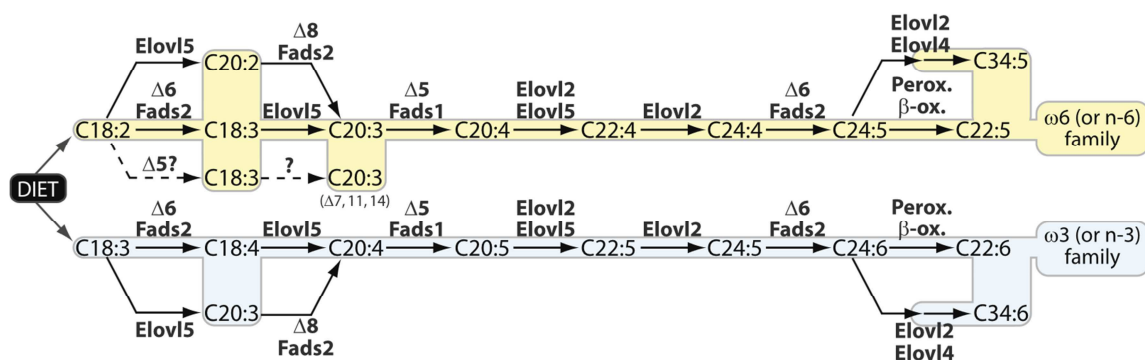 Elovl2
Elovl4
Δ8
Fads2
Elovl5
C20:2
C34:5
Δ6
Fads2
Elovl5
Δ5
Fads1
Elovl2
Elovl5
Elovl2
Δ6
Fads2
Perox.
β-ox.
C18:2
C18:3
C20:3
C20:4
C22:4
C24:4
C24:5
C22:5
ω6 (or n-6)
family
Δ5?
C18:3
?
C20:3
(Δ7, 11, 14)
DIET
Δ6
Fads2
Elovl5
Δ5
Fads1
Elovl2
Elovl5
Elovl2
Δ6
Fads2
Perox.
β-ox.
C18:3
C18:4
C20:4
C20:5
C22:5
C24:5
C24:6
C22:6
ω3 (or n-3)
family
Elovl5
C20:3
Δ8
Fads2
C34:6
Elovl2
Elovl4